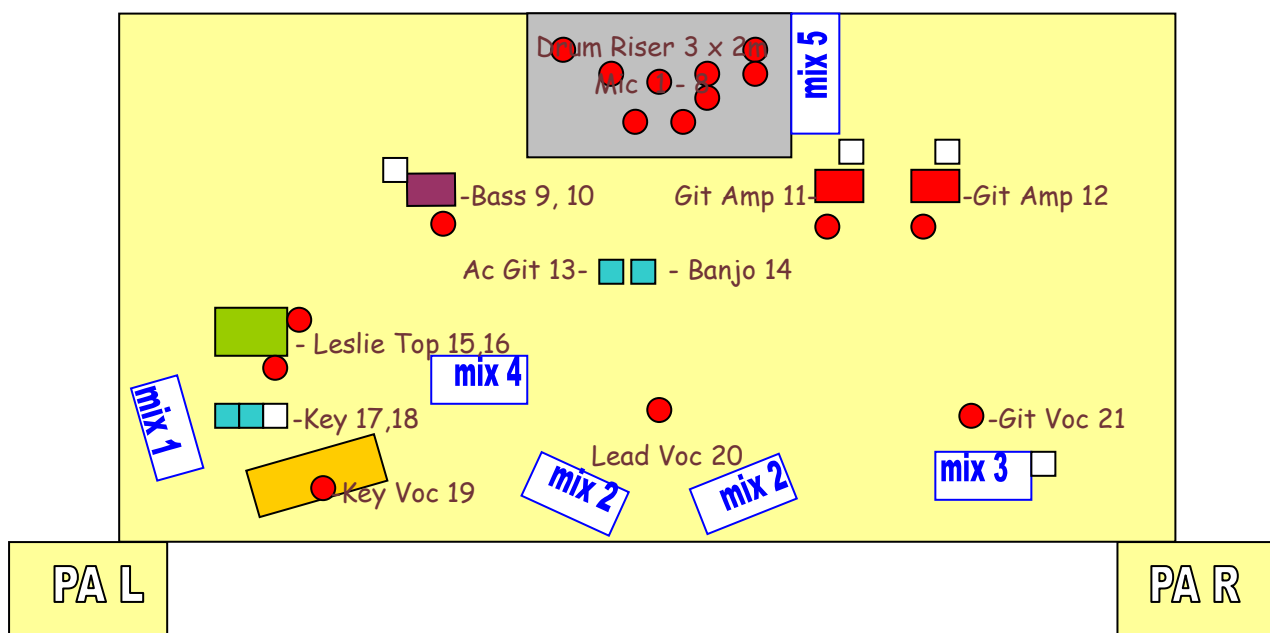 Drum Riser 3 x 2m
Mic 1 - 8
mix 5
-Bass 9, 10
Git Amp 11-
-Git Amp 12
Ac Git 13-
- Banjo 14
- Leslie Top 15,16
mix 4
mix 1
-Key 17,18
-Git Voc 21
Lead Voc 20
mix 3
-Key Voc 19
mix 2
mix 2
PA L
PA R